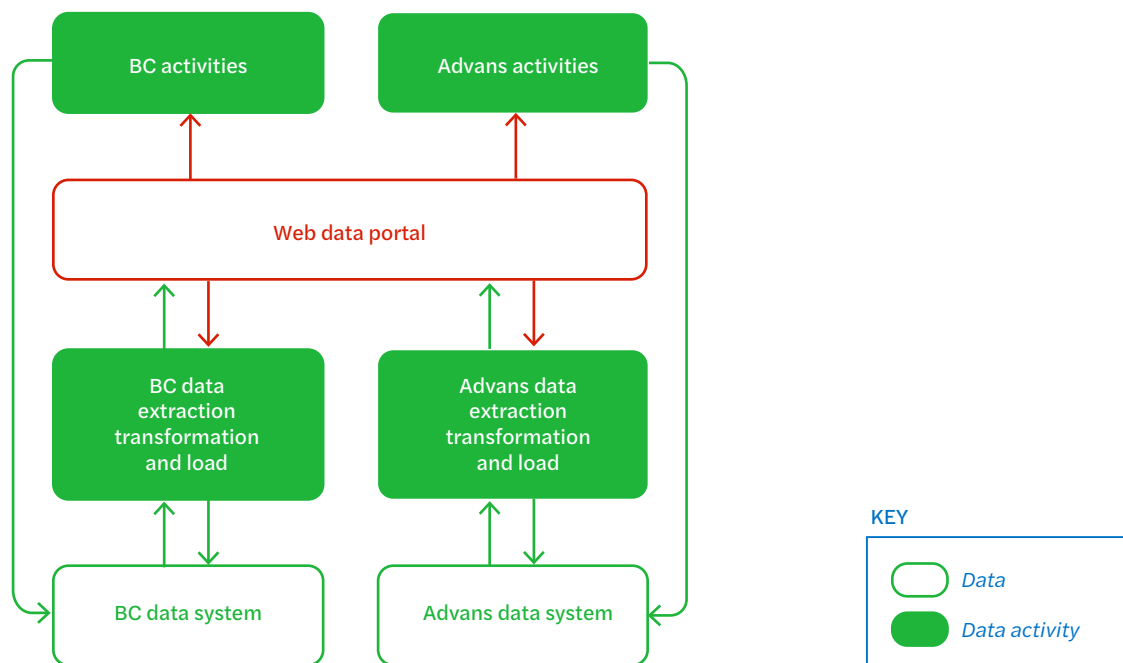 BC activities
Advans activities
Web data portal
BC data
extraction
transformation
and load
Advans data
extraction
transformation
and load
BC data system
Advans data system
KEY
Data
Data activity